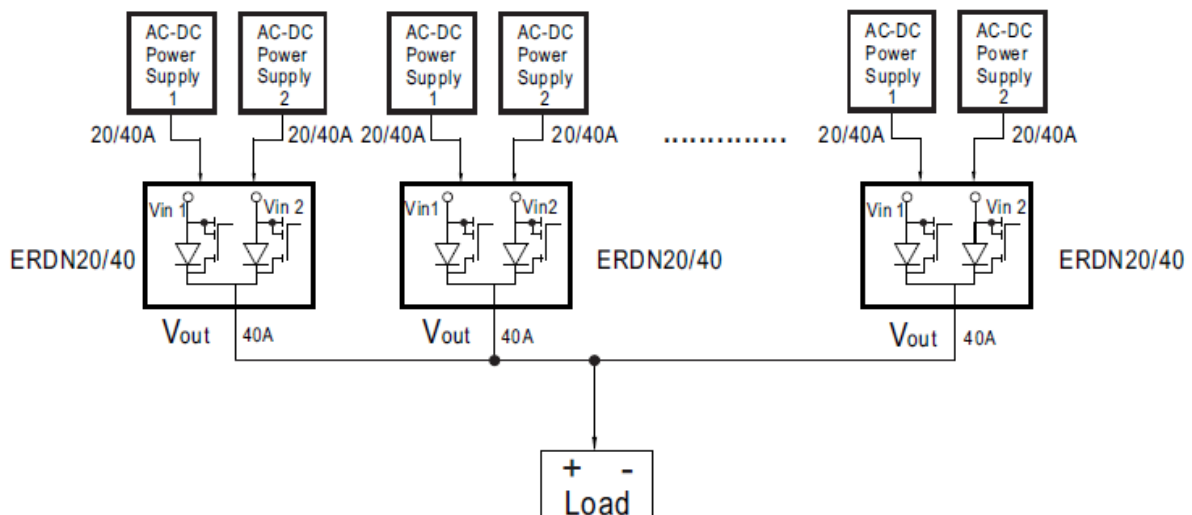 AC-DC
Power
Supply
1
AC-DC
Power
Supply
2
AC-DC
Power
Supply
1
AC-DC
Power
Supply
2
AC-DC
Power
Supply
1
AC-DC
Power
Supply
2
20/40A
20/40A
20/40A
20/40A
..............
20/40A
20/40A
Vin 1
Vin 2
Vin1
Vin2
Vin 1
Vin 2
ERDN20/40
ERDN20/40
ERDN20/40
Vout
40A
Vout
40A
Vout
40A
+ -
Load